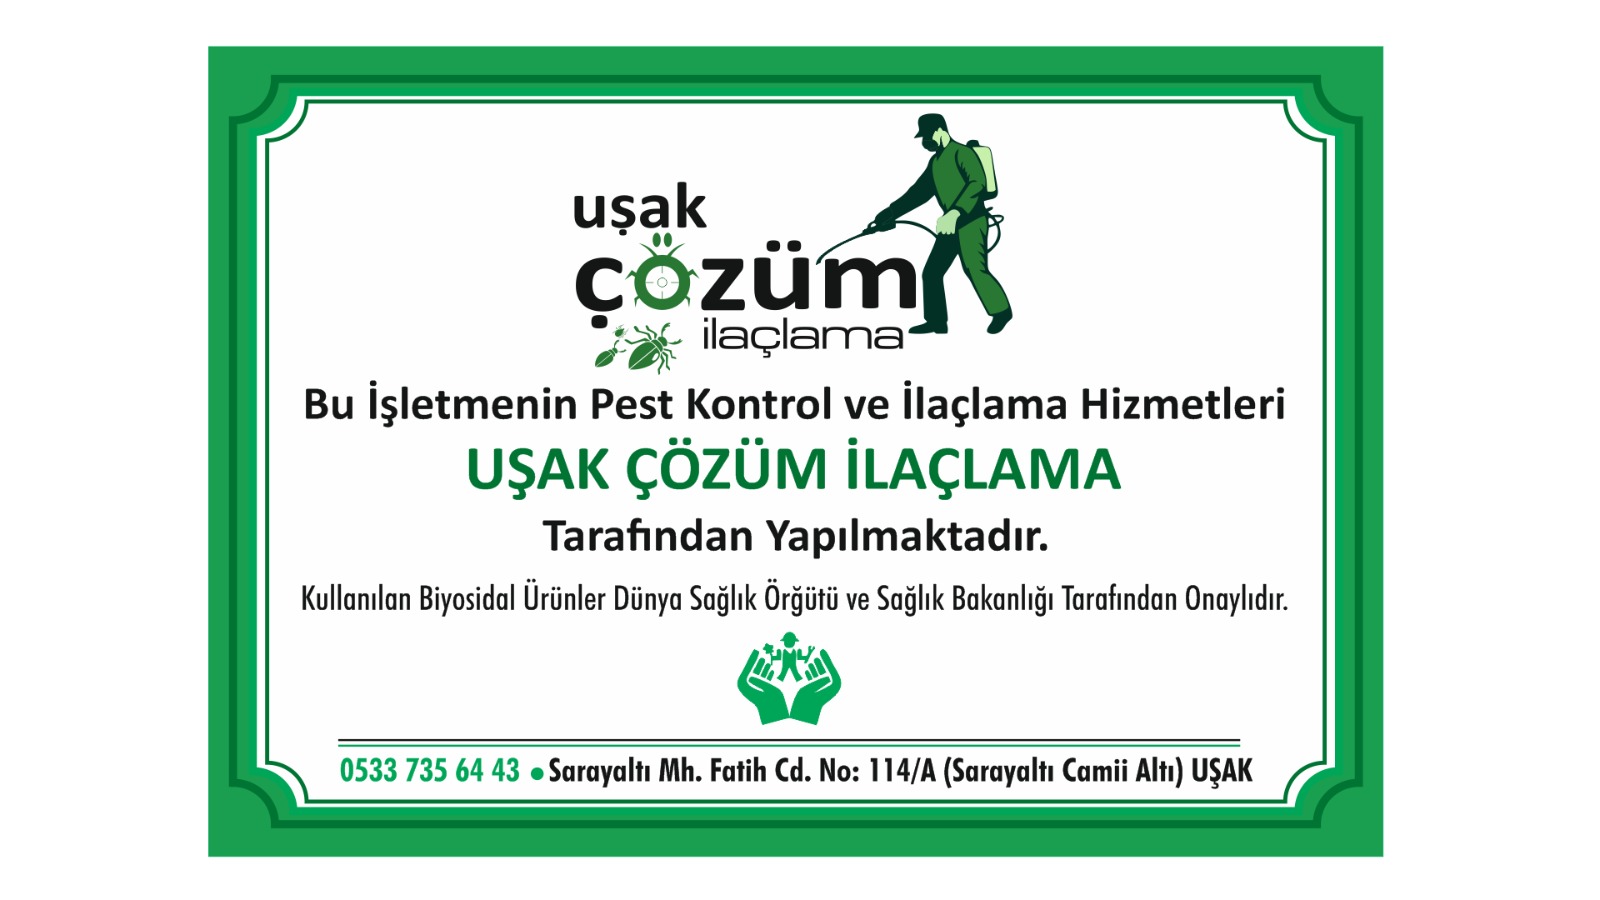 uşak
çözüm
ilaçlama
Bu İşletmenin Pest Kontrol ve İlaçlama Hizmetleri
UŞAK ÇÖZÜM İLAÇLAMA
Tarafından Yapılmaktadır.
Kullanılan Biyosidal Ürünler Dünya Sağlık Örğütü ve Sağlık Bakanlığı Tarafından Onaylıdır.
0533 735 64 43 • Sarayaltı Mh. Fatih Cd. No: 114/A (Sarayaltı Camii Altı) UŞAK